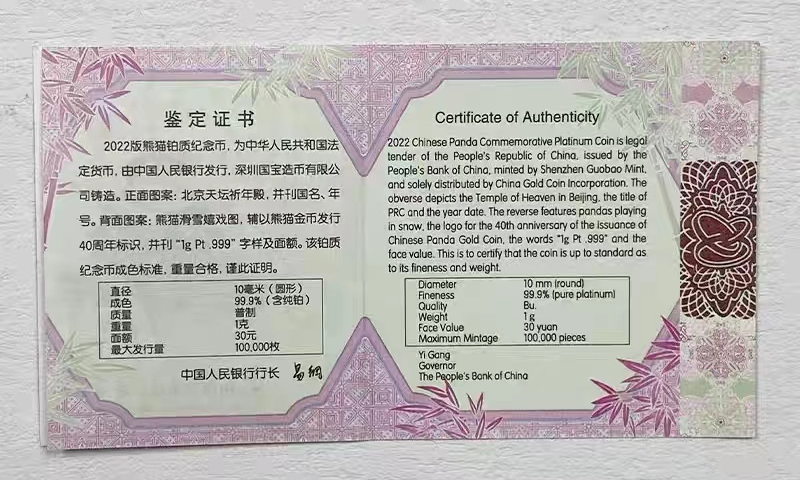 鉴定证书
2022版熊猫铂质纪念币，为中华人民共和国法
定货币，由中国人民银行发行，深圳国宝造币有限公
司铸造。正面图案：北京天坛祈年殿，并刊国名、年
号。背面图案：熊猫滑雪嬉戏图，辅以熊猫金币发行
40周年标识，并刊“1g Pt .999”字样及面额。该铂质
纪念币成色标准，重量合格，谨此证明。
直径 10毫米（圆形）
成色 99.9%（含纯铂）
质量 普制
重量 1克
面额 30元
最大发行量 100,000枚
中国人民银行行长 易纲
Certificate of Authenticity
2022 Chinese Panda Commemorative Platinum Coin is legal
tender of the People's Republic of China, issued by the
People's Bank of China, minted by Shenzhen Guobao Mint,
and solely distributed by China Gold Coin Incorporation. The
obverse depicts the Temple of Heaven in Beijing, the title of
PRC and the year date. The reverse features pandas playing
in snow, the logo for the 40th anniversary of the issuance of
Chinese Panda Gold Coin, the words "1g Pt .999" and the
face value. This is to certify that the coin is up to standard as
to its fineness and weight.
Diameter 10 mm (round)
Fineness 99.9% (pure platinum)
Quality Bu.
Weight 1 g
Face Value 30 yuan
Maximum Mintage 100,000 pieces
Yi Gang
Governor
The People's Bank of China